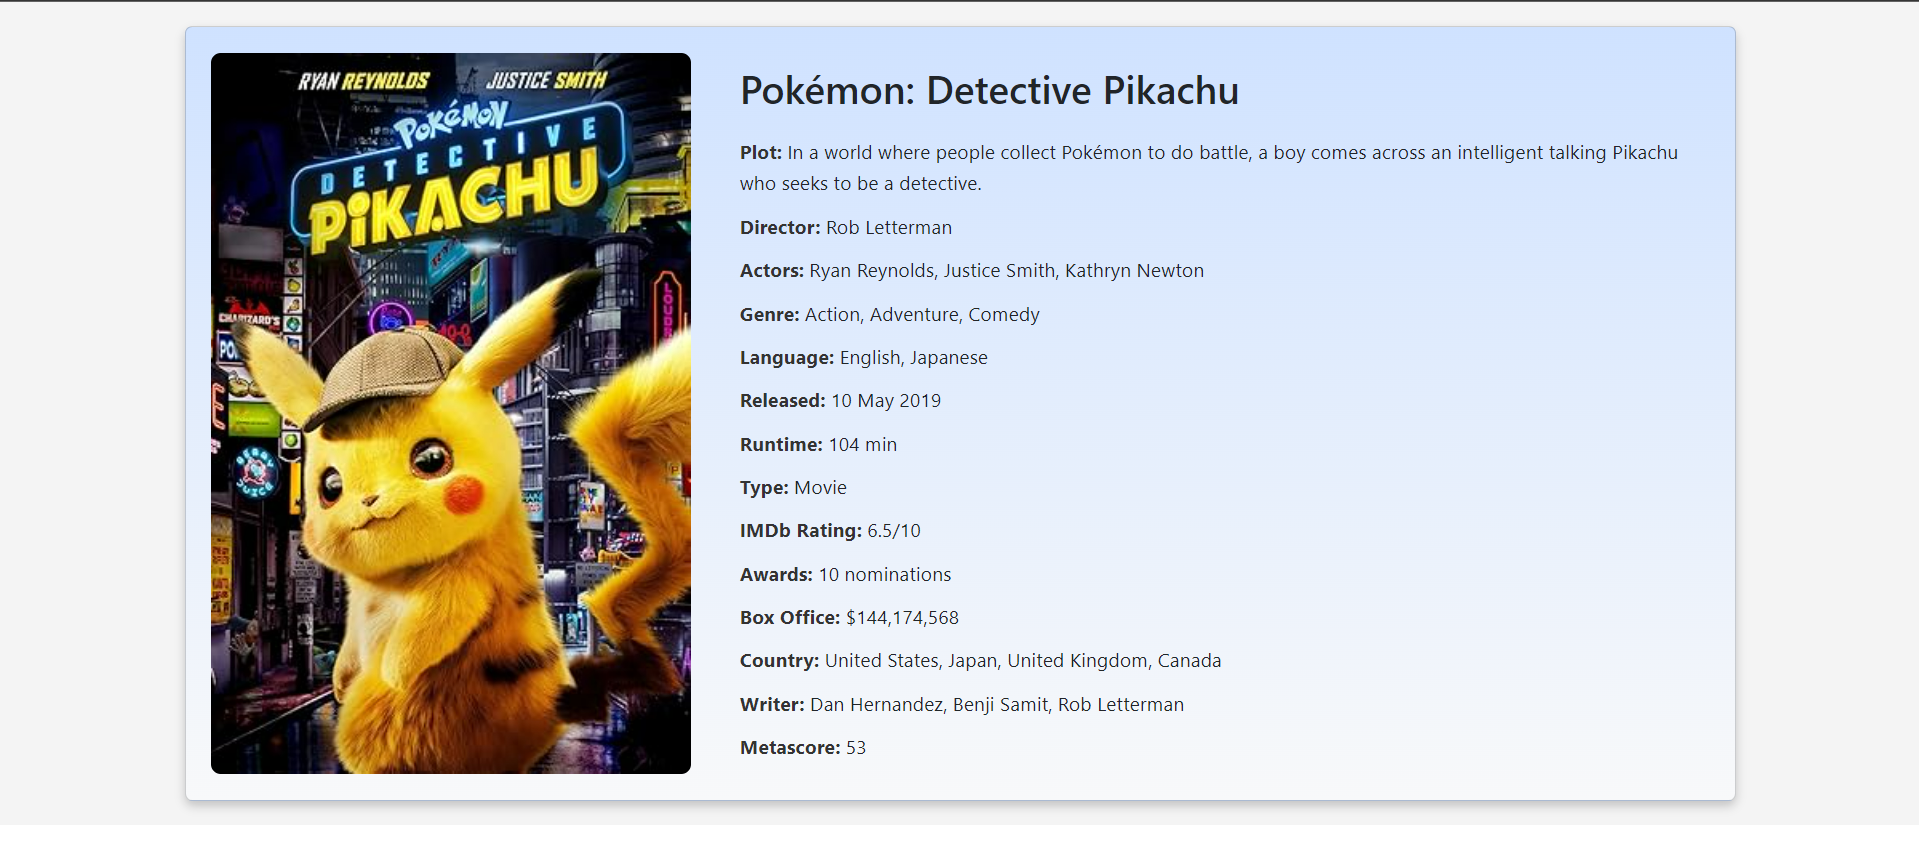 RYAN REYNOLDS JUSTICE SMITH
POKÉMON
DETECTIVE
PIKACHU
CHARIZARD'S
Pokémon: Detective Pikachu
Plot: In a world where people collect Pokémon to do battle, a boy comes across an intelligent talking Pikachu
who seeks to be a detective.
Director: Rob Letterman
Actors: Ryan Reynolds, Justice Smith, Kathryn Newton
Genre: Action, Adventure, Comedy
Language: English, Japanese
Released: 10 May 2019
Runtime: 104 min
Type: Movie
IMDb Rating: 6.5/10
Awards: 10 nominations
Box Office: $144,174,568
Country: United States, Japan, United Kingdom, Canada
Writer: Dan Hernandez, Benji Samit, Rob Letterman
Metascore: 53